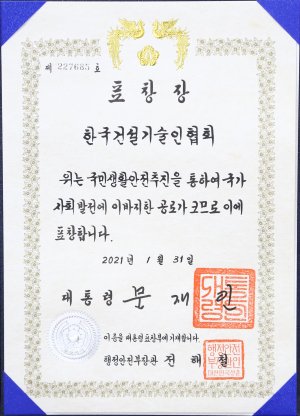 제 227685 호
표창장
한국건설기술인협회
위는 국민생활안전추진을 통하여 국가
사회발전에 이바지한 공로가 크므로 이에
표창합니다.
2021년 1월 31일
대통령 문재인
이 증을 대통령표창부에 기재합니다.
행정안전부장관 전해철